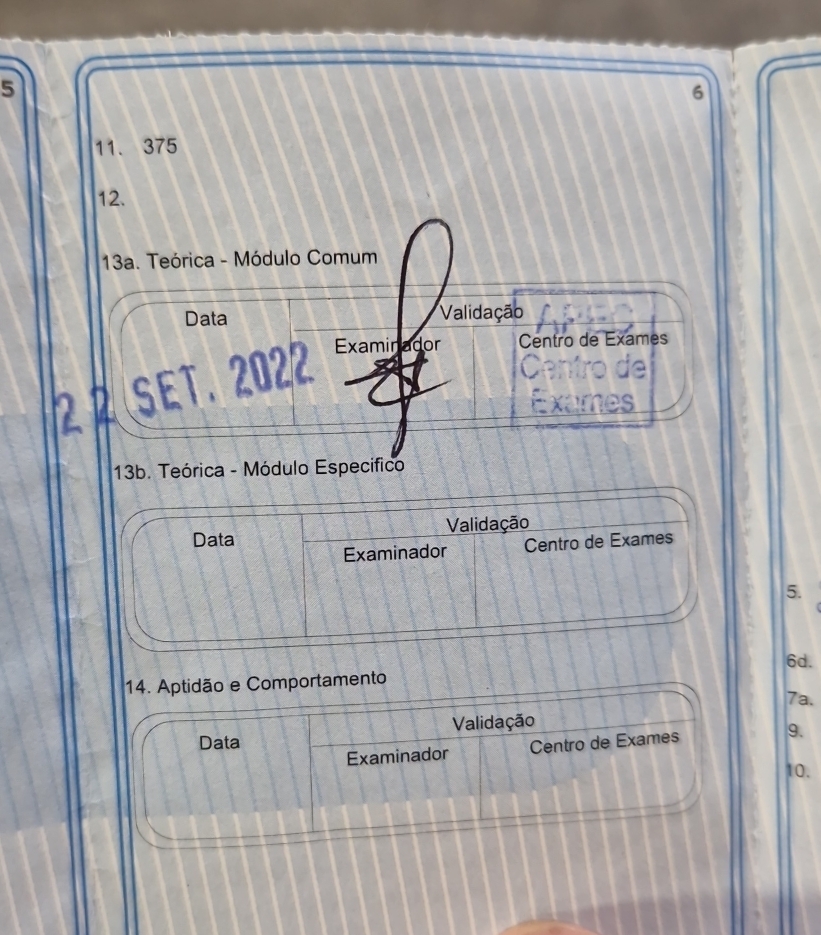 5
6
11. 375
12.
13a. Teórica - Módulo Comum
Data
Validação
Examinador
Centro de Exames
22 SET. 2022
Centro de
Exames
13b. Teórica - Módulo Especifico
Data
Validação
Examinador
Centro de Exames
14. Aptidão e Comportamento
Data
Validação
Examinador
Centro de Exames
5.
6d.
7a.
9.
10.